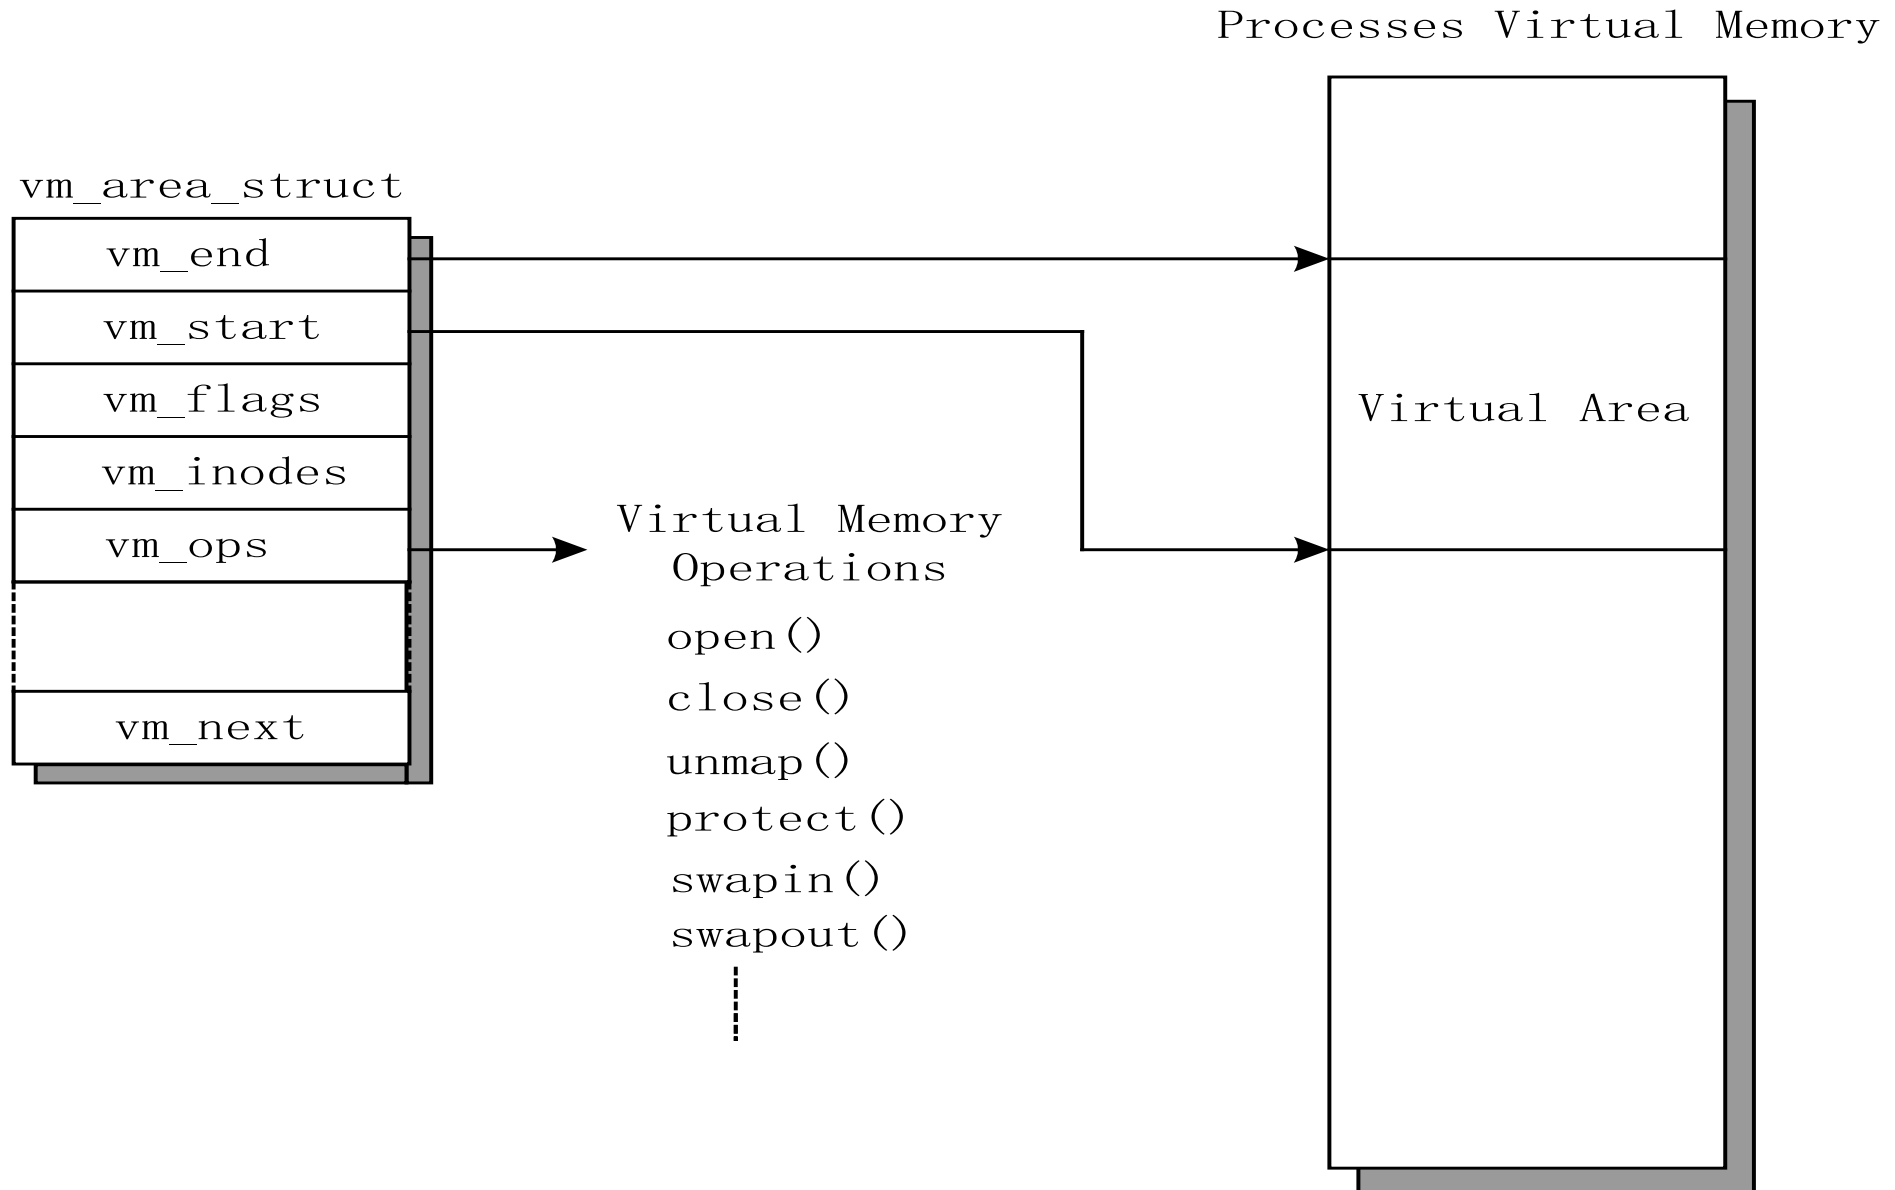 Processes Virtual Memory
vm_area_struct
vm_end
vm_start
vm_flags
vm_inodes
vm_ops
vm_next
Virtual Memory
Operations
open()
close()
unmap()
protect()
swapin()
swapout()
Virtual Area